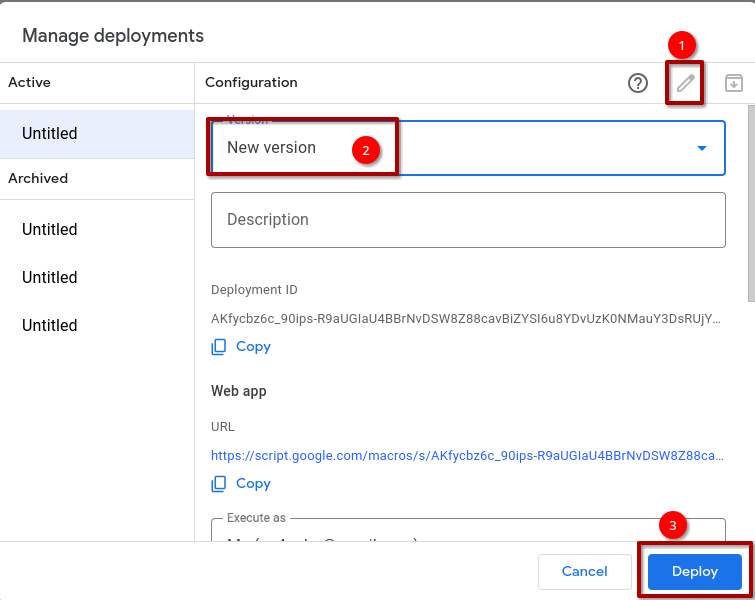 Manage deployments
1
Active
Configuration
Untitled
Version
New version
2
Archived
Description
Untitled
Untitled
Deployment ID
AKfycbz6c_90ips-R9aUGIaU4BBrNvDSW8Z88cavBiZYSI6u8YDvUzK0NMauY3DsRUjY…
Untitled
Copy
Web app
URL
https://script.google.com/macros/s/AKfycbz6c_90ips-R9aUGIaU4BBrNvDSW8Z88ca…
Copy
Execute as
3
Cancel
Deploy